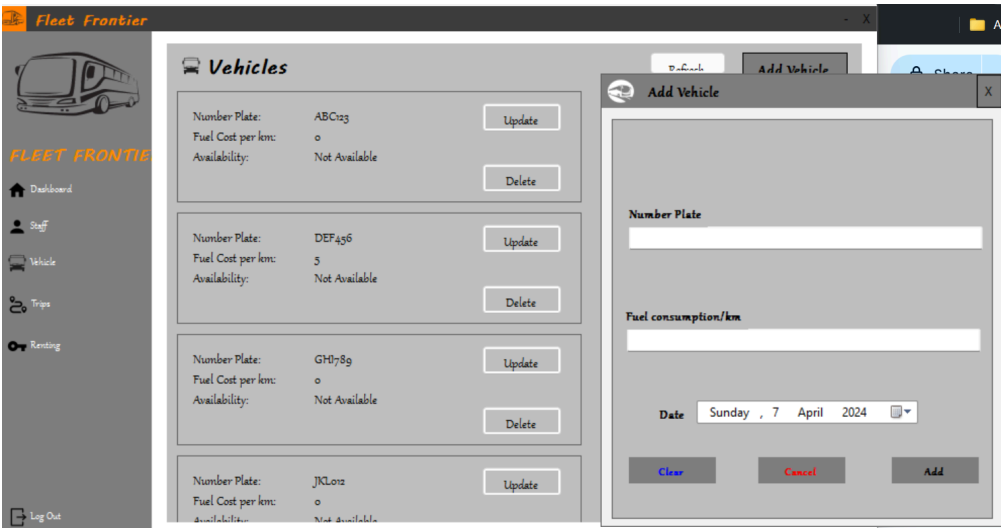 Fleet Frontier
- X
FLEET FRONTIE
Dashboard
Staff
Vehicle
Trips
Renting
Log Out
Vehicles
Refresh
Add Vehicle
Number Plate: ABC123
Fuel Cost per km: 0
Availability: Not Available
Update
Delete
Number Plate: DEF456
Fuel Cost per km: 5
Availability: Not Available
Update
Delete
Number Plate: GHI789
Fuel Cost per km: 0
Availability: Not Available
Update
Delete
Number Plate: JKL012
Fuel Cost per km: 0
Availability: Not Available
Update
A
Share
Add Vehicle
X
Number Plate
Fuel consumption/km
Date Sunday , 7 April 2024
Clear Cancel Add